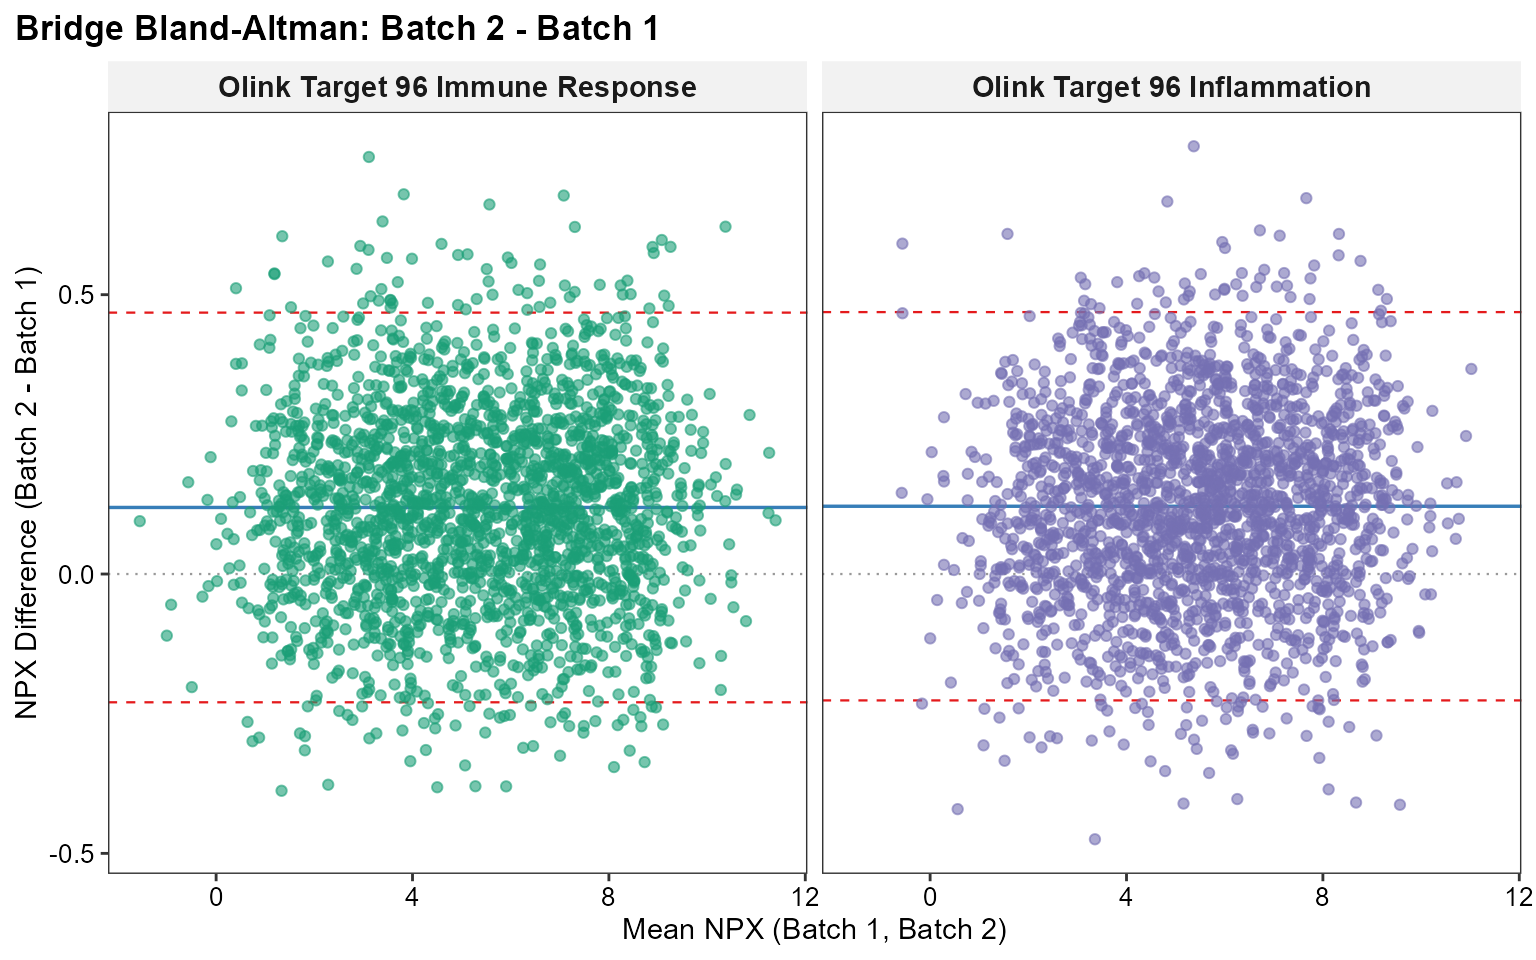 Bridge Bland-Altman: Batch 2 - Batch 1
Olink Target 96 Immune Response
Olink Target 96 Inflammation
NPX Difference (Batch 2 - Batch 1)
0.5
0.0
-0.5
0 4 8 12
0 4 8 12
Mean NPX (Batch 1, Batch 2)